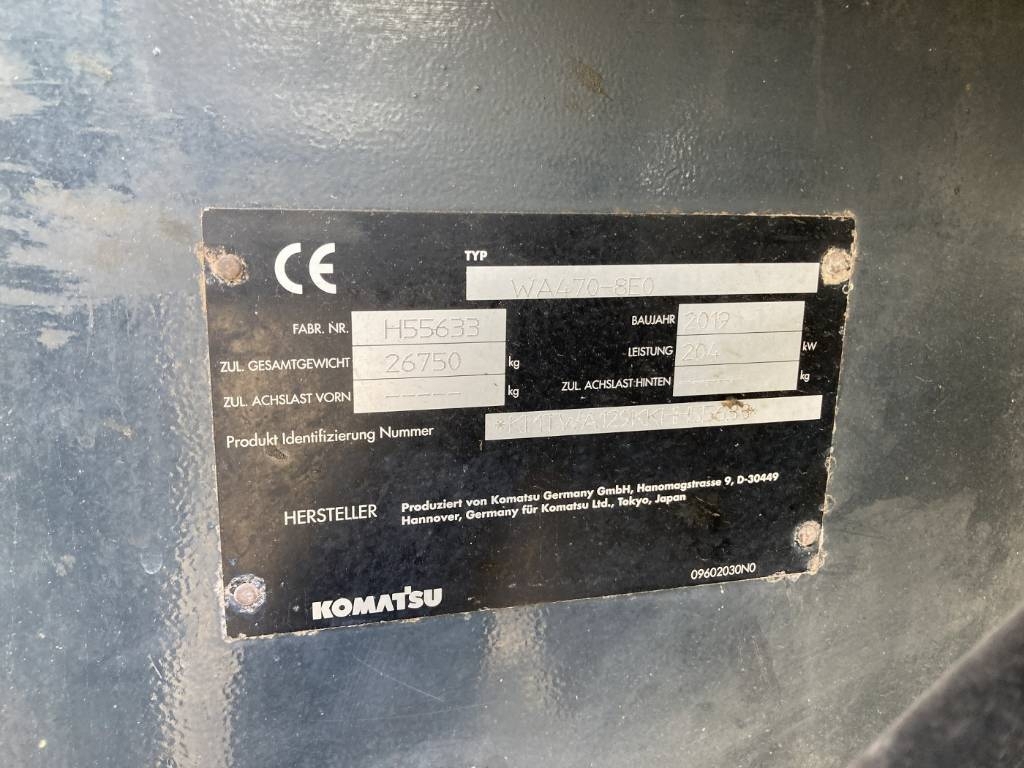 CE
TYP
WA470-8E0
FABR. NR. H55633 BAUJAHR 2019
ZUL. GESAMTGEWICHT 26750 kg LEISTUNG 204 kW
ZUL. ACHSLAST VORN ----- kg ZUL. ACHSLAST HINTEN ----- kg
Produkt Identifizierung Nummer
HERSTELLER Produziert von Komatsu Germany GmbH, Hanomagstrasse 9, D-30449
Hannover, Germany für Komatsu Ltd., Tokyo, Japan
KOMATSU 09602030N0